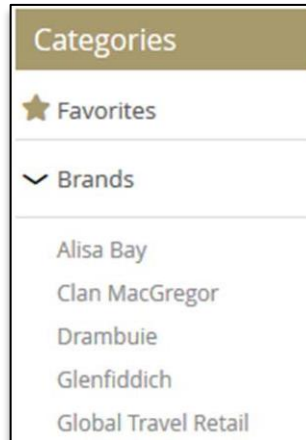 Categories
Favorites
Brands
Alisa Bay
Clan MacGregor
Drambuie
Glenfiddich
Global Travel Retail